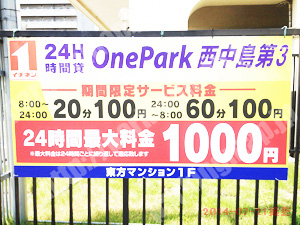 1
イチネン
24H
時間貸
OnePark 西中島第3
期間限定サービス料金
8:00〜24:00 20分100円 24:00〜8:00 60分100円
24時間最大料金 1000円
東方マンション1F